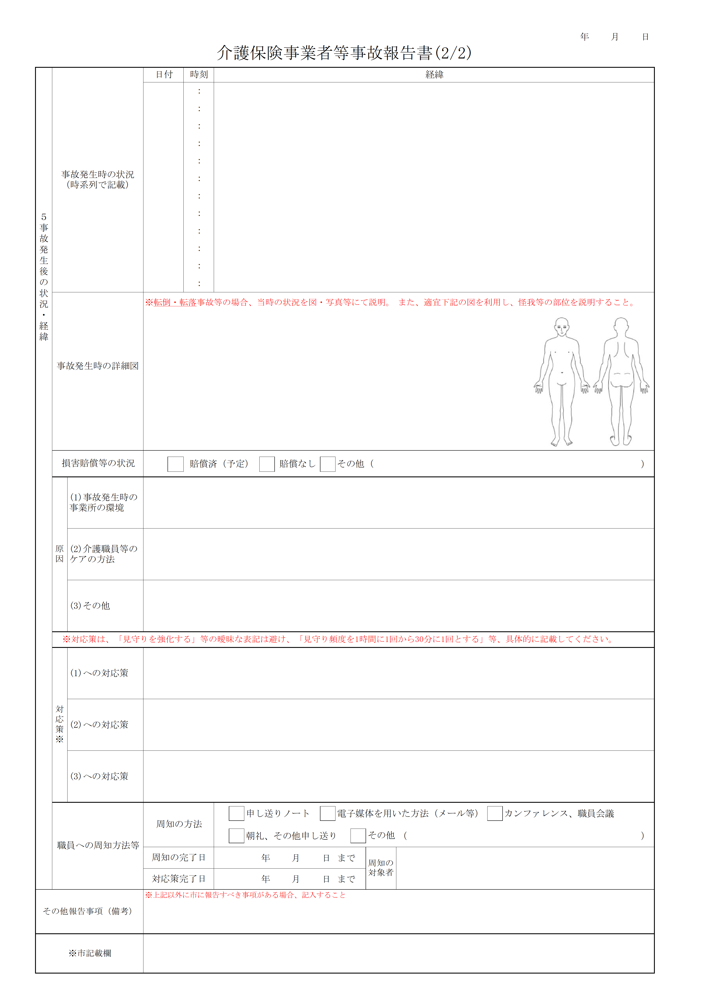 年　月　日
介護保険事業者等事故報告書(2/2)
5事故発生後の状況・経緯
事故発生時の状況
（時系列で記載）
日付　時刻　経緯
：
：
：
：
：
：
：
：
：
：
：
：
事故発生時の詳細図
※転倒・転落事故等の場合、当時の状況を図・写真等にて説明。 また、適宜下記の図を利用し、怪我等の部位を説明すること。
損害賠償等の状況
賠償済（予定）　賠償なし　その他（　）
原因
(1)事故発生時の
事業所の環境
(2)介護職員等の
ケアの方法
(3)その他
※対応策は、「見守りを強化する」等の曖昧な表記は避け、「見守り頻度を1時間に1回から30分に1回とする」等、具体的に記載してください。
対応策※
(1)への対応策
(2)への対応策
(3)への対応策
職員への周知方法等
周知の方法
申し送りノート　電子媒体を用いた方法（メール等）　カンファレンス、職員会議
朝礼、その他申し送り　その他　（　）
周知の完了日　年　月　日　まで
対応策完了日　年　月　日　まで
周知の
対象者
その他報告事項（備考）
※上記以外に市に報告すべき事項がある場合、記入すること
※市記載欄